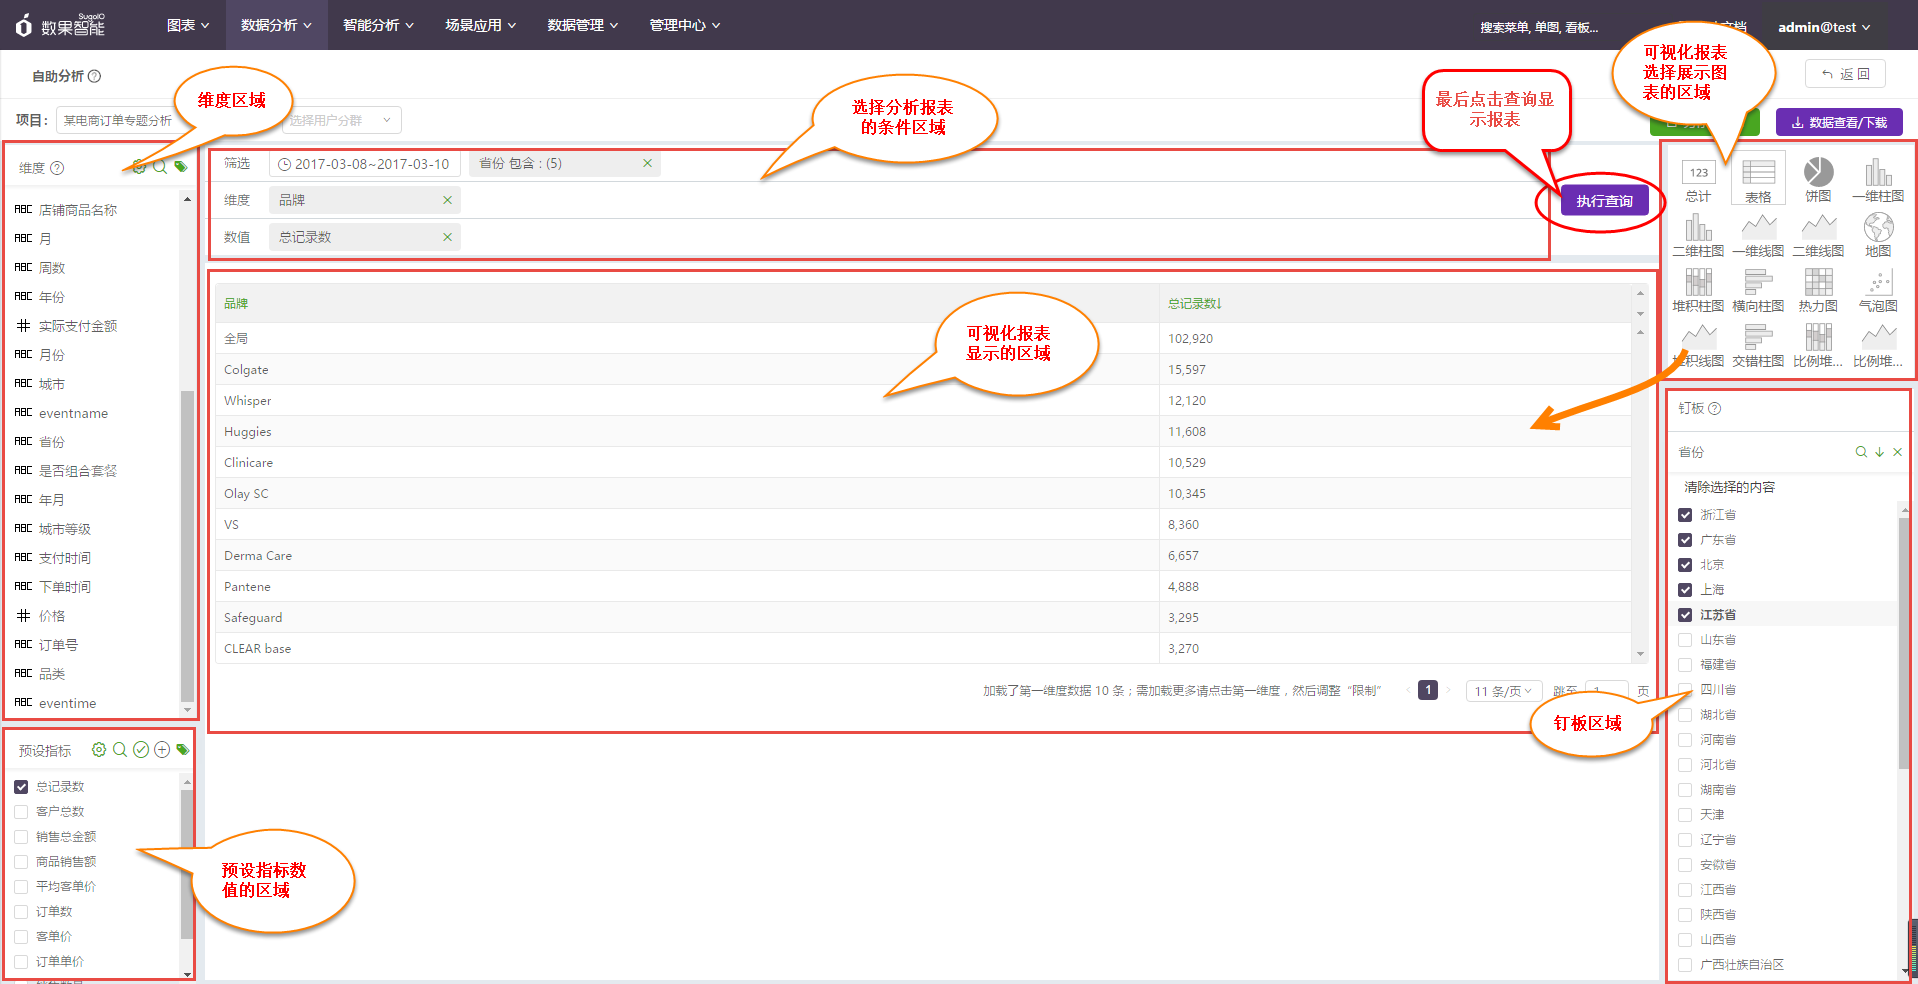 SugoIO
数果智能
图表
数据分析
智能分析
场景应用
数据管理
管理中心
搜索菜单, 单图, 看板...
文档
admin@test
自助分析
返 回
项目:
某电商订单专题分析
选择用户分群
数据查看/下载
维度区域
选择分析报表
的条件区域
最后点击查询显
示报表
可视化报表
选择展示图
表的区域
维度
ABC 店铺商品名称
ABC 月
ABC 周数
ABC 年份
# 实际支付金额
ABC 月份
ABC 城市
ABC eventname
ABC 省份
ABC 是否组合套餐
ABC 年月
ABC 城市等级
ABC 支付时间
ABC 下单时间
# 价格
ABC 订单号
ABC 品类
ABC eventime
预设指标
总记录数
客户总数
销售总金额
商品销售额
平均客单价
订单数
客单价
订单单价
预设指标数
值的区域
筛选
2017-03-08~2017-03-10
省份 包含 : (5)
维度
品牌
数值
总记录数
执行查询
品牌 总记录数↓
全局 102,920
Colgate 15,597
Whisper 12,120
Huggies 11,608
Clinicare 10,529
Olay SC 10,345
VS 8,360
Derma Care 6,657
Pantene 4,888
Safeguard 3,295
CLEAR base 3,270
可视化报表
显示的区域
加载了第一维度数据 10 条；需加载更多请点击第一维度，然后调整“限制”
1
11 条/页
跳至
页
123
总计 表格 饼图 一维柱图
二维柱图 一维线图 二维线图 地图
堆积柱图 横向柱图 热力图 气泡图
堆积线图 交错柱图 比例堆... 比例堆...
钉板
省份
清除选择的内容
浙江省
广东省
北京
上海
江苏省
山东省
福建省
四川省
湖北省
河南省
河北省
湖南省
天津
辽宁省
安徽省
江西省
陕西省
山西省
广西壮族自治区
钉板区域